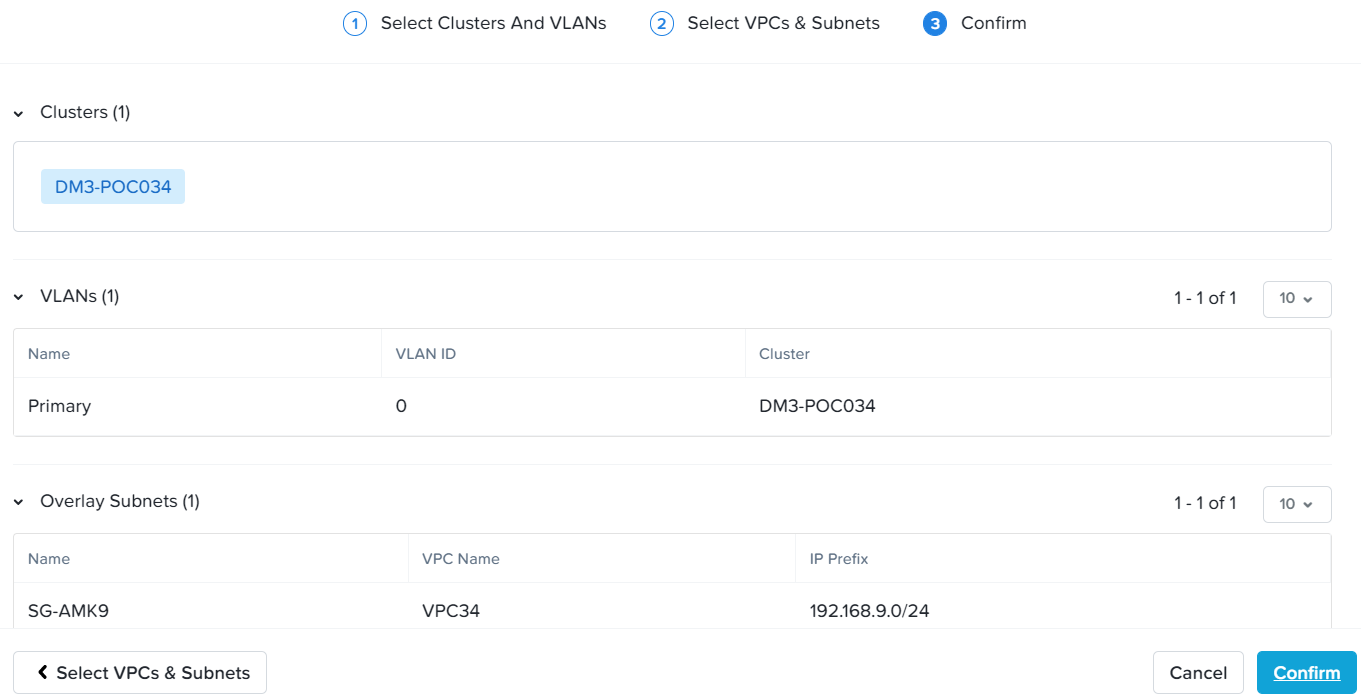 1 Select Clusters And VLANs 2 Select VPCs & Subnets 3 Confirm
Clusters (1)
DM3-POC034
VLANs (1) 1 - 1 of 1 10
Name VLAN ID Cluster
Primary 0 DM3-POC034
Overlay Subnets (1) 1 - 1 of 1 10
Name VPC Name IP Prefix
SG-AMK9 VPC34 192.168.9.0/24
Select VPCs & Subnets Cancel Confirm